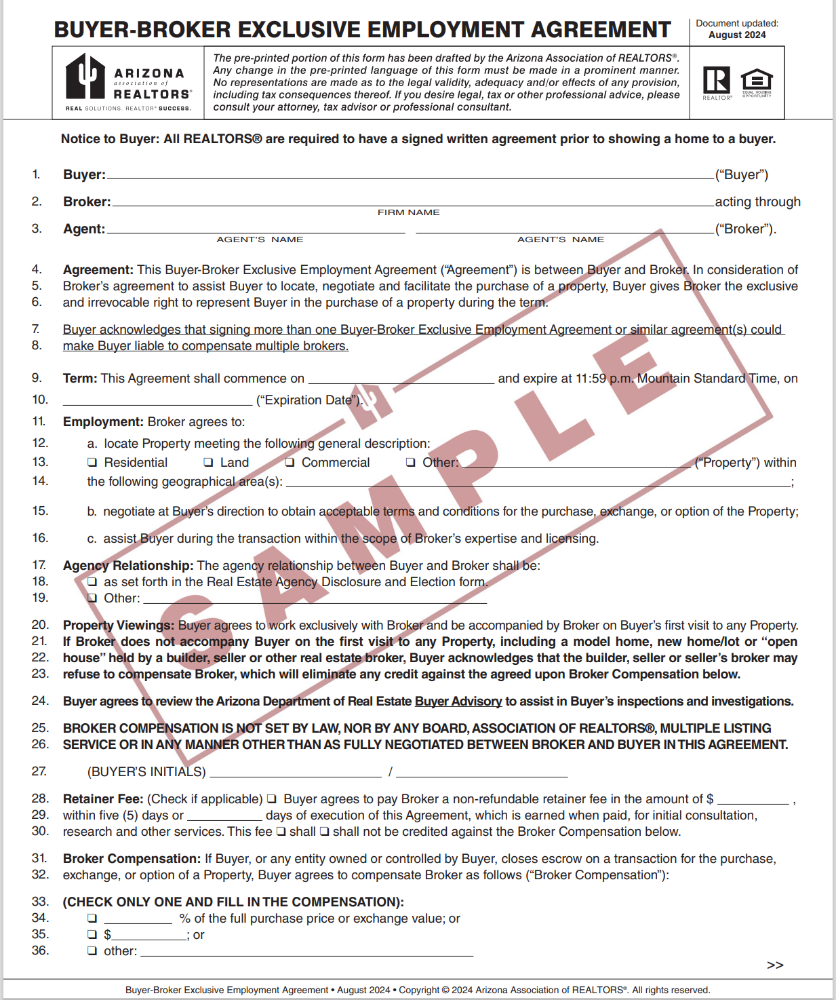 BUYER-BROKER EXCLUSIVE EMPLOYMENT AGREEMENT
Document updated:
August 2024
ARIZONA
association of
REALTORS®
REAL SOLUTIONS. REALTOR® SUCCESS.
The pre-printed portion of this form has been drafted by the Arizona Association of REALTORS®.
Any change in the pre-printed language of this form must be made in a prominent manner.
No representations are made as to the legal validity, adequacy and/or effects of any provision,
including tax consequences thereof. If you desire legal, tax or other professional advice, please
consult your attorney, tax advisor or professional consultant.
R
REALTOR®
EQUAL HOUSING
OPPORTUNITY
Notice to Buyer: All REALTORS® are required to have a signed written agreement prior to showing a home to a buyer.
1. Buyer: ("Buyer")
2. Broker: acting through
FIRM NAME
3. Agent: ("Broker").
AGENT'S NAME AGENT'S NAME
4. Agreement: This Buyer-Broker Exclusive Employment Agreement ("Agreement") is between Buyer and Broker. In consideration of
5. Broker's agreement to assist Buyer to locate, negotiate and facilitate the purchase of a property, Buyer gives Broker the exclusive
6. and irrevocable right to represent Buyer in the purchase of a property during the term.
7. Buyer acknowledges that signing more than one Buyer-Broker Exclusive Employment Agreement or similar agreement(s) could
8. make Buyer liable to compensate multiple brokers.
9. Term: This Agreement shall commence on and expire at 11:59 p.m. Mountain Standard Time, on
10. ("Expiration Date").
11. Employment: Broker agrees to:
12. a. locate Property meeting the following general description:
13. ❏ Residential ❏ Land ❏ Commercial ❏ Other: ("Property") within
14. the following geographical area(s): ;
15. b. negotiate at Buyer's direction to obtain acceptable terms and conditions for the purchase, exchange, or option of the Property;
16. c. assist Buyer during the transaction within the scope of Broker's expertise and licensing.
17. Agency Relationship: The agency relationship between Buyer and Broker shall be:
18. ❏ as set forth in the Real Estate Agency Disclosure and Election form.
19. ❏ Other:
20. Property Viewings: Buyer agrees to work exclusively with Broker and be accompanied by Broker on Buyer's first visit to any Property.
21. If Broker does not accompany Buyer on the first visit to any Property, including a model home, new home/lot or "open
22. house" held by a builder, seller or other real estate broker, Buyer acknowledges that the builder, seller or seller's broker may
23. refuse to compensate Broker, which will eliminate any credit against the agreed upon Broker Compensation below.
24. Buyer agrees to review the Arizona Department of Real Estate Buyer Advisory to assist in Buyer's inspections and investigations.
25. BROKER COMPENSATION IS NOT SET BY LAW, NOR BY ANY BOARD, ASSOCIATION OF REALTORS®, MULTIPLE LISTING
26. SERVICE OR IN ANY MANNER OTHER THAN AS FULLY NEGOTIATED BETWEEN BROKER AND BUYER IN THIS AGREEMENT.
27. (BUYER'S INITIALS) /
28. Retainer Fee: (Check if applicable) ❏ Buyer agrees to pay Broker a non-refundable retainer fee in the amount of $ ,
29. within five (5) days or days of execution of this Agreement, which is earned when paid, for initial consultation,
30. research and other services. This fee ❏ shall ❏ shall not be credited against the Broker Compensation below.
31. Broker Compensation: If Buyer, or any entity owned or controlled by Buyer, closes escrow on a transaction for the purchase,
32. exchange, or option of a Property, Buyer agrees to compensate Broker as follows ("Broker Compensation"):
33. (CHECK ONLY ONE AND FILL IN THE COMPENSATION):
34. ❏ % of the full purchase price or exchange value; or
35. ❏ $ ; or
36. ❏ other:
>>
Buyer-Broker Exclusive Employment Agreement • August 2024 • Copyright © 2024 Arizona Association of REALTORS®. All rights reserved.
SAMPLE